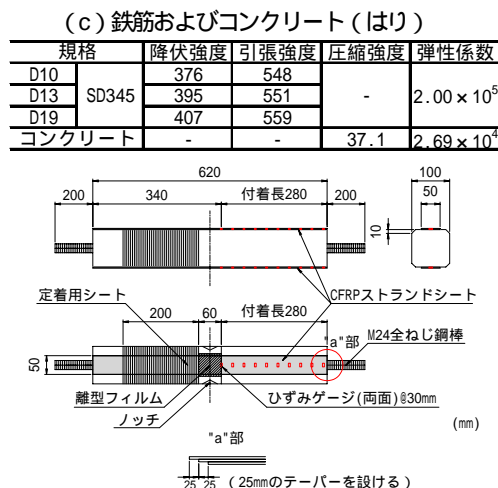 (c)鉄筋およびコンクリート(はり)
規格 降伏強度 引張強度 圧縮強度 弾性係数
D10 SD345 376 548 - 2.00×10⁵
D13 395 551
D19 407 559
コンクリート - - 37.1 2.69×10⁴
620 100
200 340 付着長280 200 50
10
定着用シート CFRPストランドシート
200 60 付着長280 "a"部 M24全ねじ鋼棒
50
離型フィルム ひずみゲージ(両面)@30mm
ノッチ (mm)
"a"部
25 25 (25mmのテーパーを設ける)